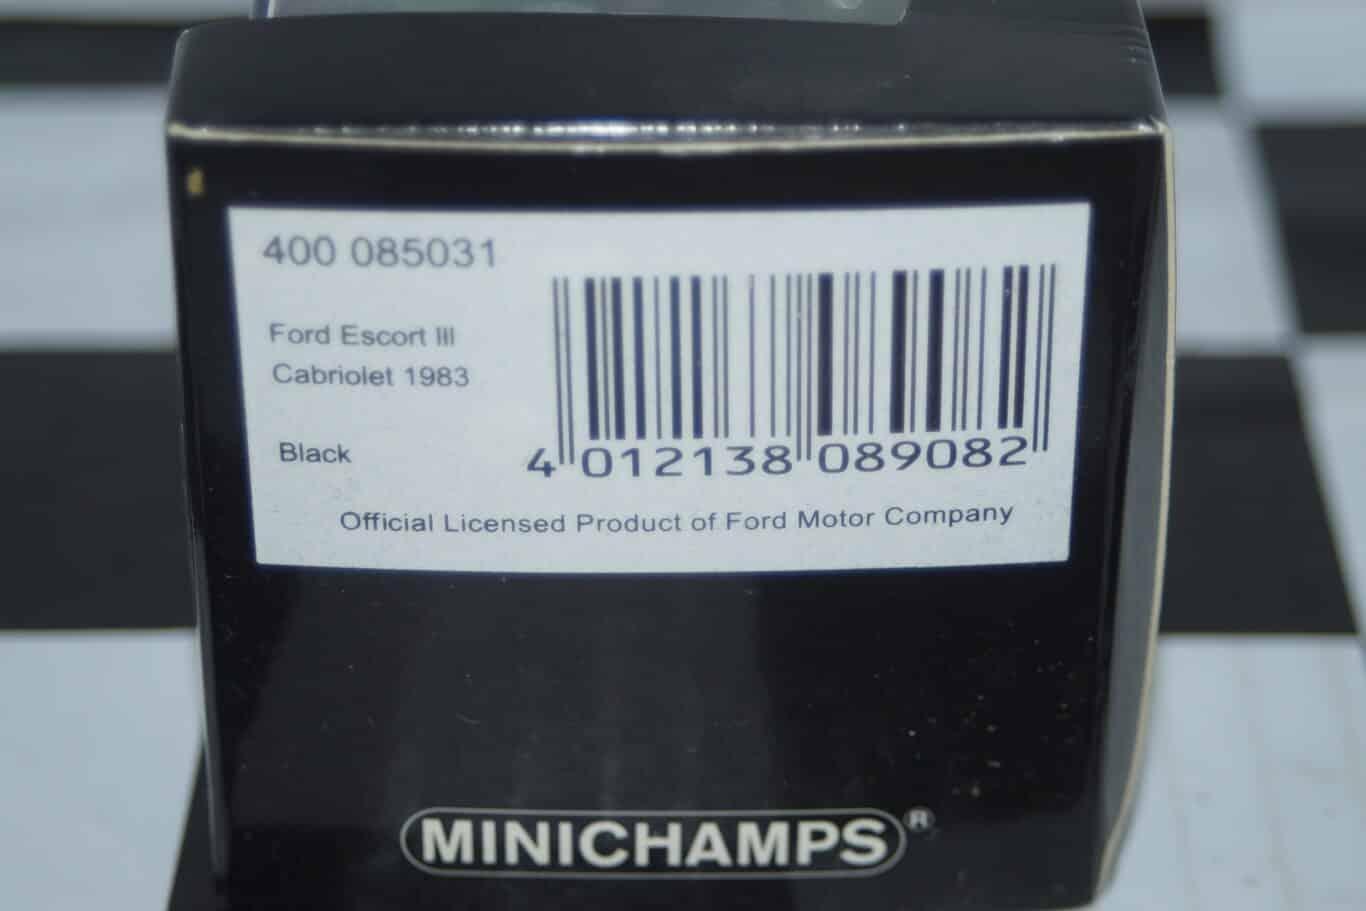 400 085031
Ford Escort III
Cabriolet 1983
Black
4 012138 089082
Official Licensed Product of Ford Motor Company
MINICHAMPS®